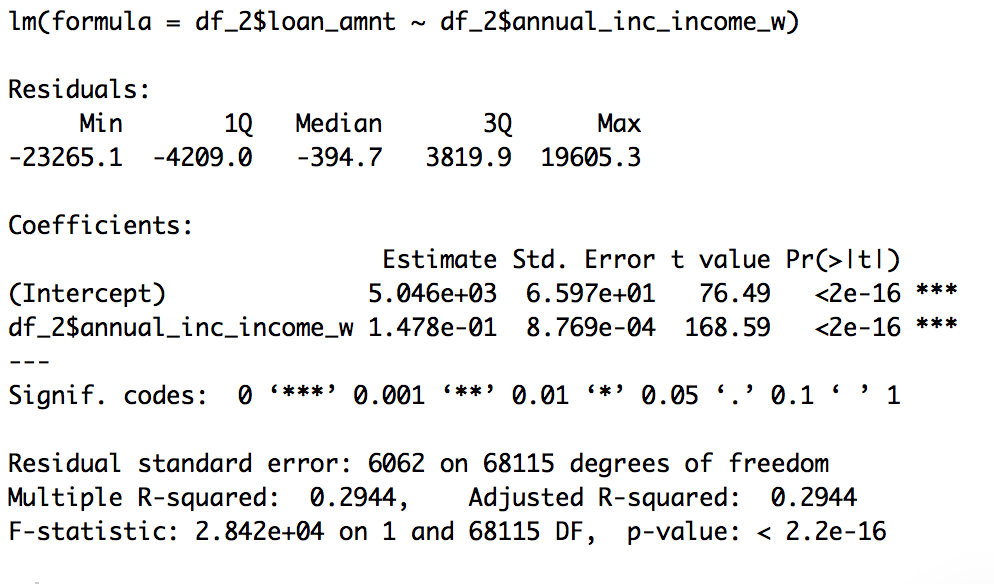 lm(formula = df_2$loan_amnt ~ df_2$annual_inc_income_w)
Residuals:
Min 1Q Median 3Q Max
-23265.1 -4209.0 -394.7 3819.9 19605.3
Coefficients:
Estimate Std. Error t value Pr(>|t|)
(Intercept) 5.046e+03 6.597e+01 76.49 <2e-16 ***
df_2$annual_inc_income_w 1.478e-01 8.769e-04 168.59 <2e-16 ***
---
Signif. codes: 0 ‘***’ 0.001 ‘**’ 0.01 ‘*’ 0.05 ‘.’ 0.1 ‘ ’ 1
Residual standard error: 6062 on 68115 degrees of freedom
Multiple R-squared: 0.2944, Adjusted R-squared: 0.2944
F-statistic: 2.842e+04 on 1 and 68115 DF, p-value: < 2.2e-16